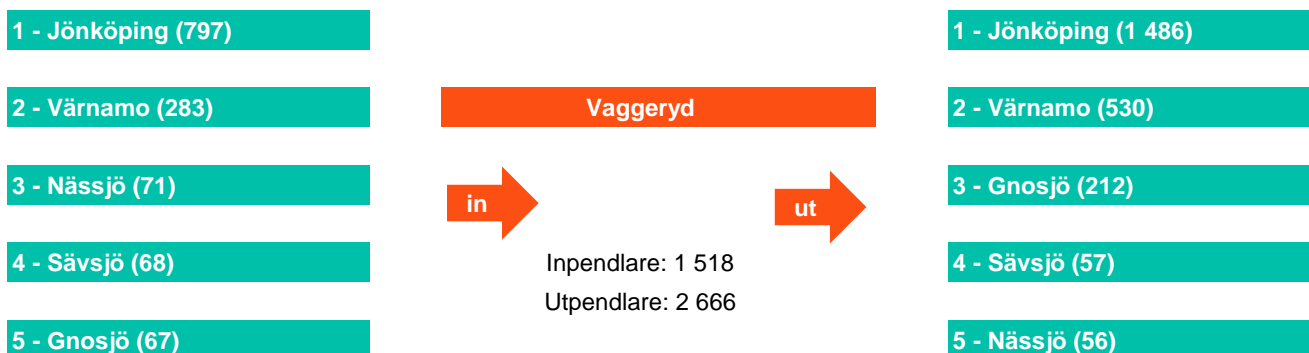 1 - Jönköping (797)
2 - Värnamo (283)
3 - Nässjö (71)
4 - Sävsjö (68)
5 - Gnosjö (67)
Vaggeryd
in
ut
Inpendlare: 1 518
Utpendlare: 2 666
1 - Jönköping (1 486)
2 - Värnamo (530)
3 - Gnosjö (212)
4 - Sävsjö (57)
5 - Nässjö (56)